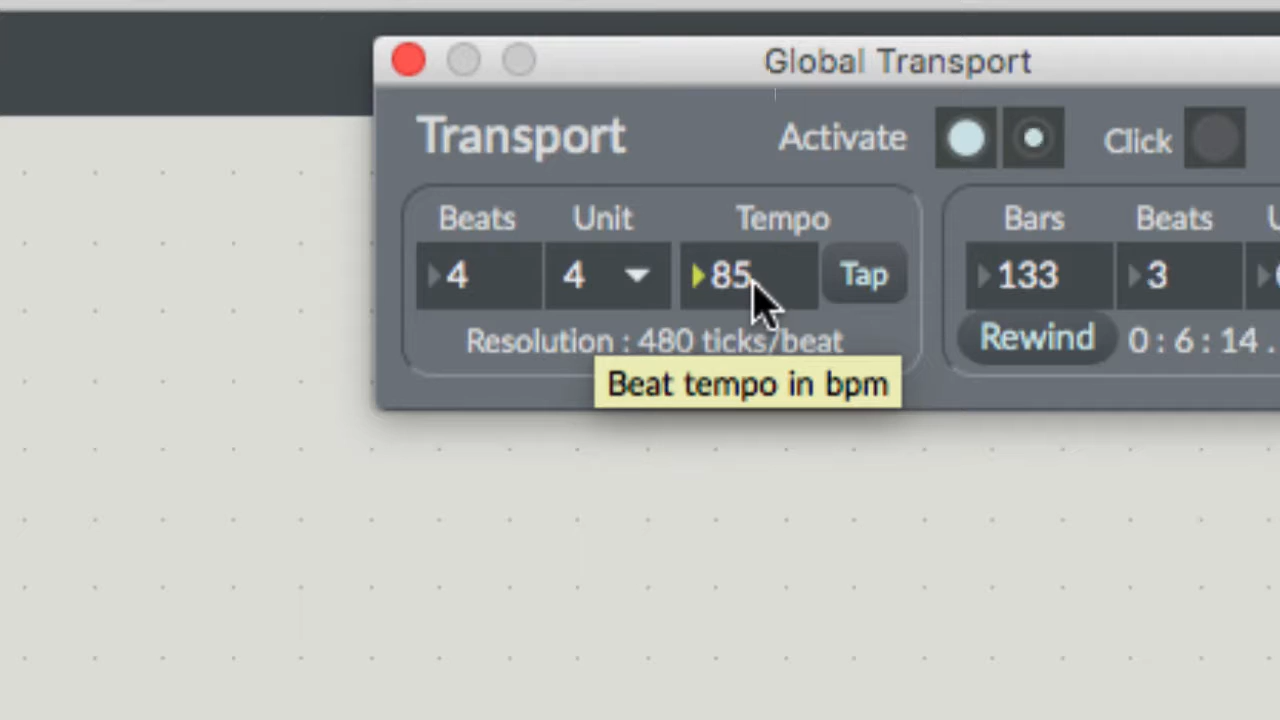 Global Transport
Transport Activate Click
Beats Unit Tempo Bars Beats
4 4 85 Tap 133 3
Resolution : 480 ticks/beat Rewind 0 : 6 : 14 .
Beat tempo in bpm